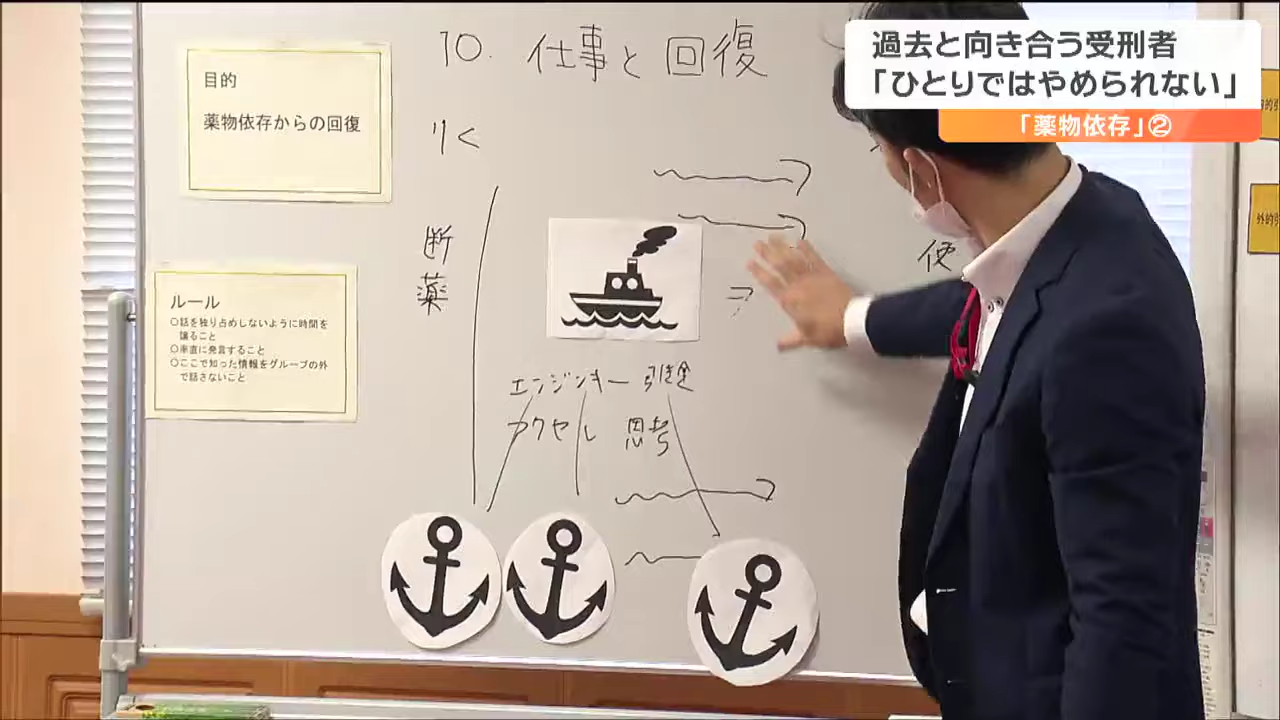 過去と向き合う受刑者
「ひとりではやめられない」
「薬物依存」②
10. 仕事と回復
目的
薬物依存からの回復
りく
断薬
ルール
○話を独り占めしないように時間を
譲ること
○率直に発言すること
○ここで知った情報をグループの外
で話さないこと
エンジンキー 引き金
アクセル 思考
外的引